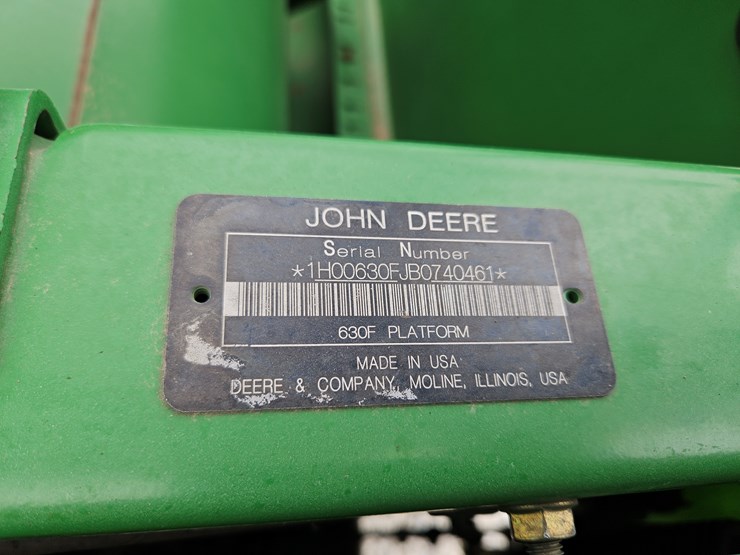 JOHN DEERE
Serial Number
*1H00630FJB0740461*
630F PLATFORM
MADE IN USA
DEERE & COMPANY, MOLINE, ILLINOIS, USA